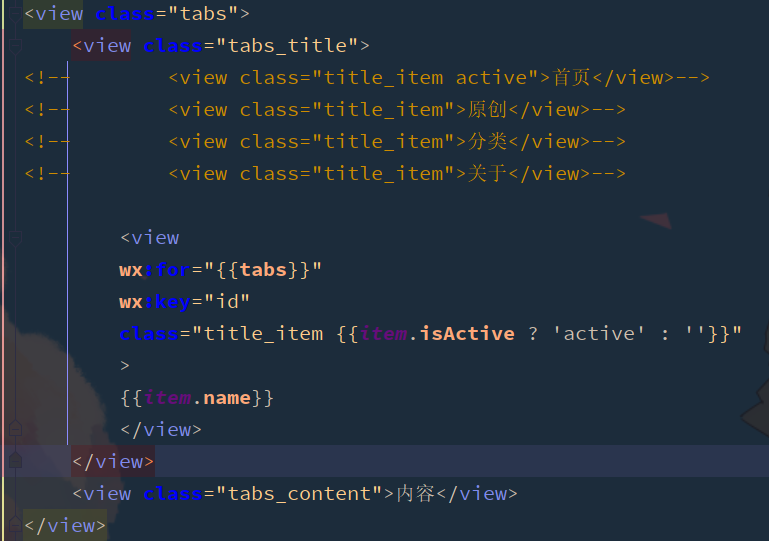 <view class="tabs">
<view class="tabs_title">
<!-- <view class="title_item active">首页</view>-->
<!-- <view class="title_item">原创</view>-->
<!-- <view class="title_item">分类</view>-->
<!-- <view class="title_item">关于</view>-->
<view
wx:for="{{tabs}}"
wx:key="id"
class="title_item {{item.isActive ? 'active' : ''}}"
>
{{item.name}}
</view>
</view>
<view class="tabs_content">内容</view>
</view>